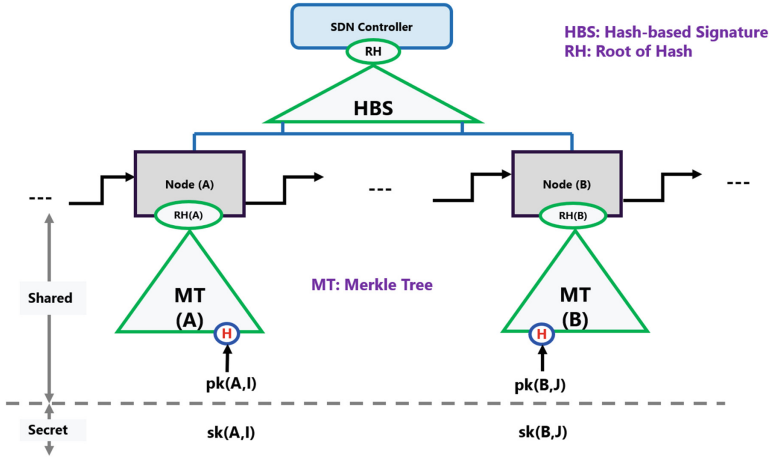 SDN Controller
RH
HBS: Hash-based Signature
RH: Root of Hash
HBS
Node (A)
Node (B)
---
---
---
RH(A)
RH(B)
MT: Merkle Tree
MT
(A)
MT
(B)
Shared
H
H
pk(A,I)
pk(B,J)
Secret
sk(A,I)
sk(B,J)